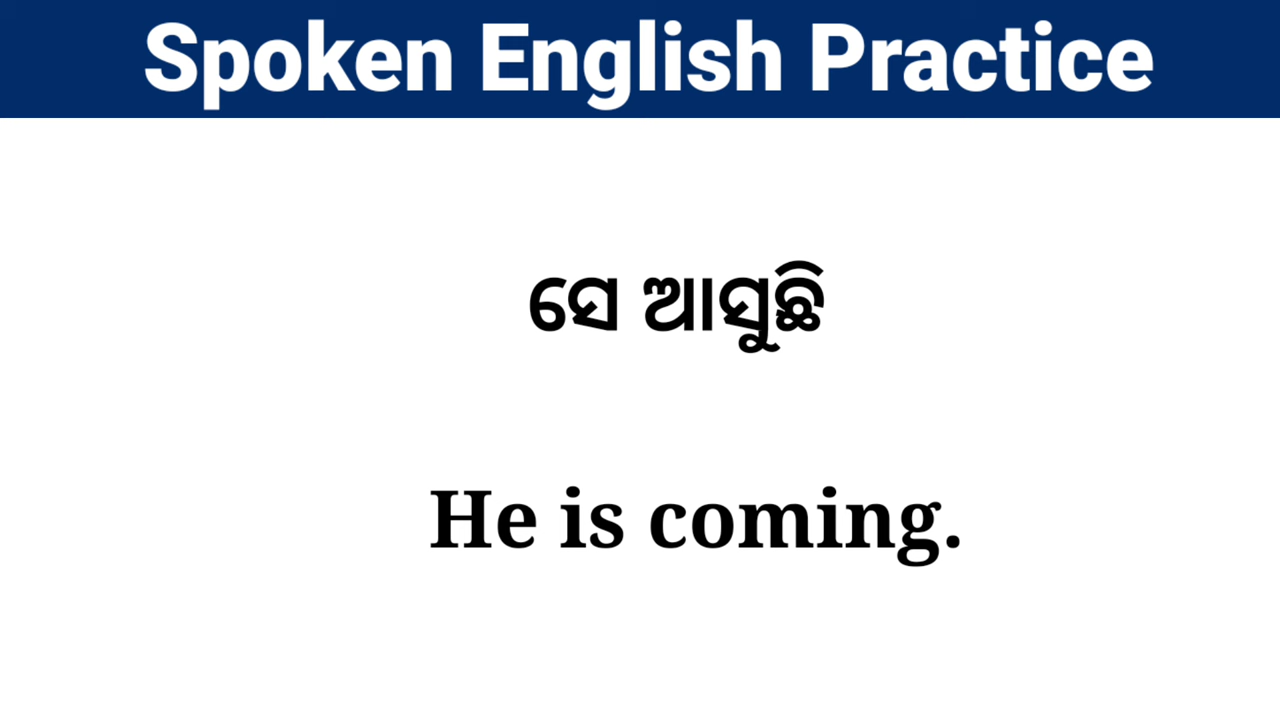 Spoken English Practice
ସେ ଆସୁଛି
He is coming.